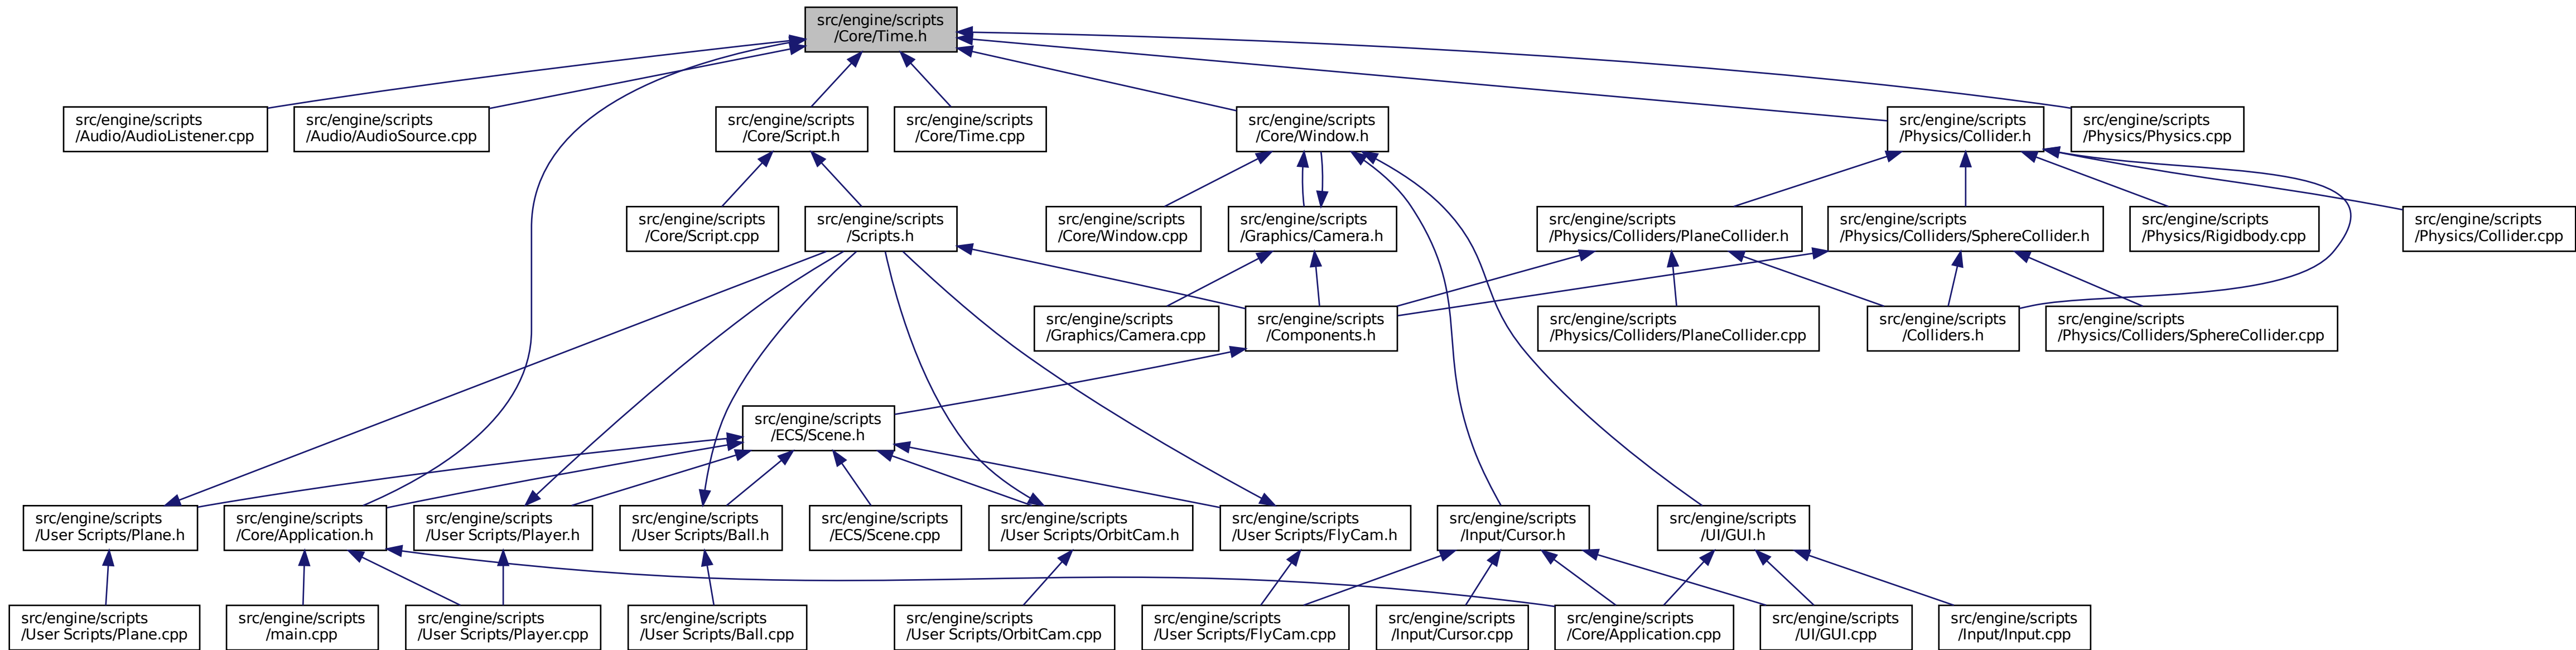 src/engine/scripts
/Core/Time.h
src/engine/scripts
/Audio/AudioListener.cpp
src/engine/scripts
/Audio/AudioSource.cpp
src/engine/scripts
/Core/Script.h
src/engine/scripts
/Core/Time.cpp
src/engine/scripts
/Core/Window.h
src/engine/scripts
/Physics/Collider.h
src/engine/scripts
/Physics/Physics.cpp
src/engine/scripts
/Core/Script.cpp
src/engine/scripts
/Scripts.h
src/engine/scripts
/Core/Window.cpp
src/engine/scripts
/Graphics/Camera.h
src/engine/scripts
/Physics/Colliders/PlaneCollider.h
src/engine/scripts
/Physics/Colliders/SphereCollider.h
src/engine/scripts
/Physics/Rigidbody.cpp
src/engine/scripts
/Physics/Collider.cpp
src/engine/scripts
/Graphics/Camera.cpp
src/engine/scripts
/Components.h
src/engine/scripts
/Physics/Colliders/PlaneCollider.cpp
src/engine/scripts
/Colliders.h
src/engine/scripts
/Physics/Colliders/SphereCollider.cpp
src/engine/scripts
/ECS/Scene.h
src/engine/scripts
/User Scripts/Plane.h
src/engine/scripts
/Core/Application.h
src/engine/scripts
/User Scripts/Player.h
src/engine/scripts
/User Scripts/Ball.h
src/engine/scripts
/ECS/Scene.cpp
src/engine/scripts
/User Scripts/OrbitCam.h
src/engine/scripts
/User Scripts/FlyCam.h
src/engine/scripts
/Input/Cursor.h
src/engine/scripts
/UI/GUI.h
src/engine/scripts
/User Scripts/Plane.cpp
src/engine/scripts
/main.cpp
src/engine/scripts
/User Scripts/Player.cpp
src/engine/scripts
/User Scripts/Ball.cpp
src/engine/scripts
/User Scripts/OrbitCam.cpp
src/engine/scripts
/User Scripts/FlyCam.cpp
src/engine/scripts
/Input/Cursor.cpp
src/engine/scripts
/Core/Application.cpp
src/engine/scripts
/UI/GUI.cpp
src/engine/scripts
/Input/Input.cpp